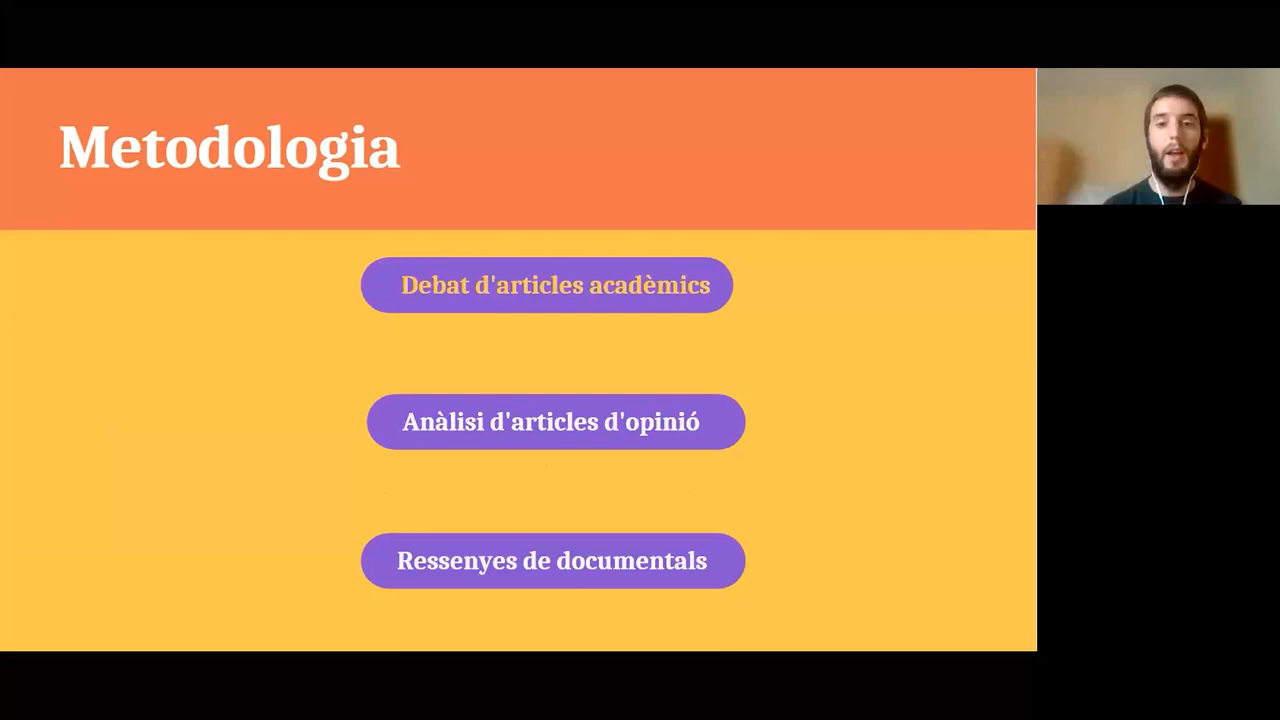 Metodologia
Debat d'articles acadèmics
Anàlisi d'articles d'opinió
Ressenyes de documentals